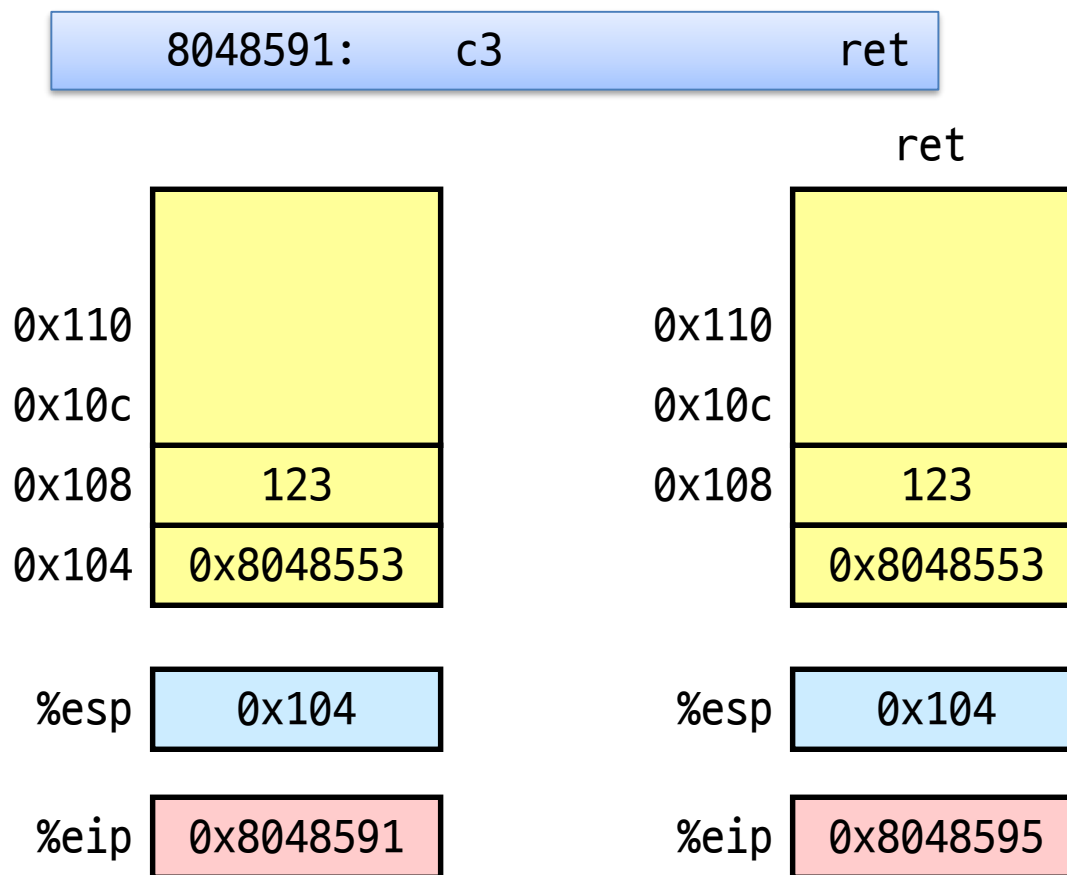 8048591: c3 ret
ret
0x110 0x110
0x10c 0x10c
0x108 123 0x108 123
0x104 0x8048553 0x8048553
%esp 0x104 %esp 0x104
%eip 0x8048591 %eip 0x8048595